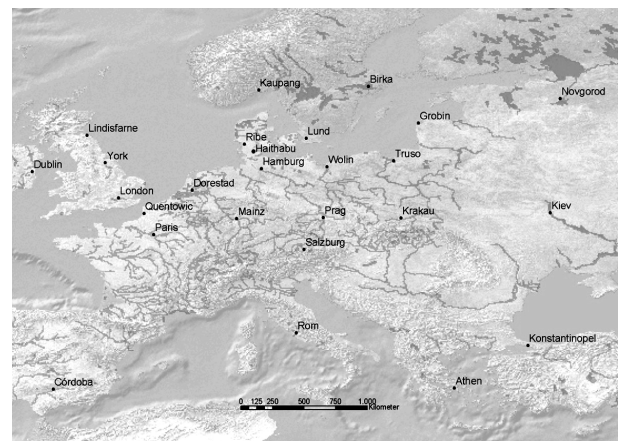 Birka
Kaupang
Novgorod
Grobin
Lindisfarne
Lund
Ribe
Haithabu
York
Dublin
Hamburg
Wolin
Truso
Dorestad
London
Quentowic
Mainz
Prag
Krakau
Kiev
Paris
Salzburg
Rom
Konstantinopel
Córdoba
Athen
0 125 250 500 750 1.000
Kilometer